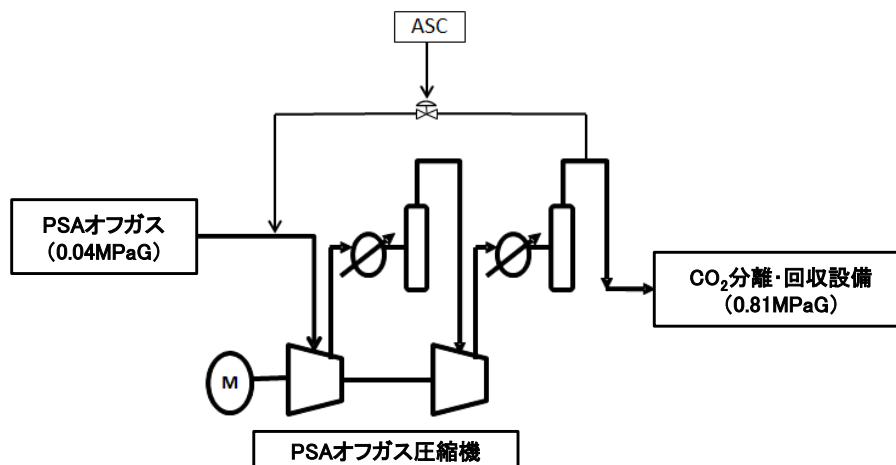 ASC
PSAオフガス
(0.04MPaG)
CO₂分離・回収設備
(0.81MPaG)
M
PSAオフガス圧縮機